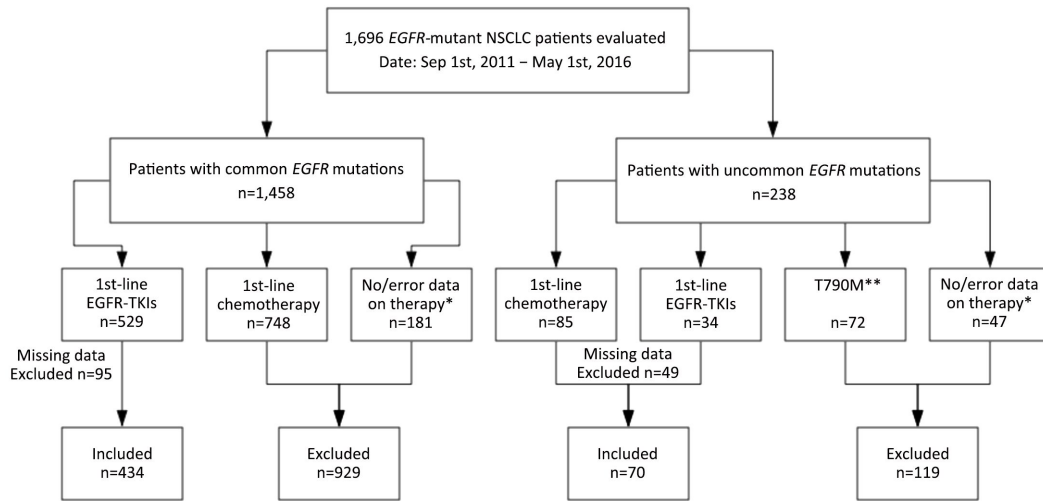 1,696 EGFR-mutant NSCLC patients evaluated
Date: Sep 1st, 2011 – May 1st, 2016
Patients with common EGFR mutations
n=1,458
Patients with uncommon EGFR mutations
n=238
1st-line
EGFR-TKIs
n=529
1st-line
chemotherapy
n=748
No/error data
on therapy*
n=181
1st-line
chemotherapy
n=85
1st-line
EGFR-TKIs
n=34
T790M**
n=72
No/error data
on therapy*
n=47
Missing data
Excluded n=95
Missing data
Excluded n=49
Included
n=434
Excluded
n=929
Included
n=70
Excluded
n=119